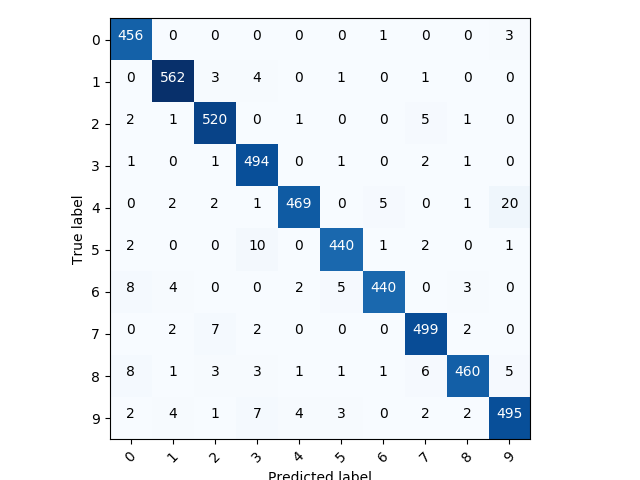 0 456 0 0 0 0 0 1 0 0 3
1 0 562 3 4 0 1 0 1 0 0
2 2 1 520 0 1 0 0 5 1 0
3 1 0 1 494 0 1 0 2 1 0
4 0 2 2 1 469 0 5 0 1 20
5 2 0 0 10 0 440 1 2 0 1
6 8 4 0 0 2 5 440 0 3 0
7 0 2 7 2 0 0 0 499 2 0
8 8 1 3 3 1 1 1 6 460 5
9 2 4 1 7 4 3 0 2 2 495
True label
0 1 2 3 4 5 6 7 8 9
Predicted label